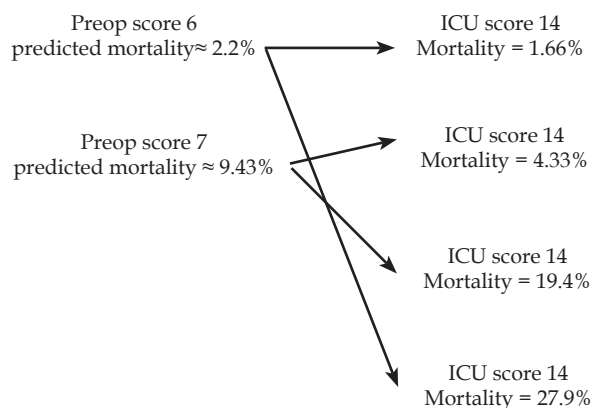 Preop score 6
predicted mortality≈ 2.2%
Preop score 7
predicted mortality ≈ 9.43%
ICU score 14
Mortality = 1.66%
ICU score 14
Mortality = 4.33%
ICU score 14
Mortality = 19.4%
ICU score 14
Mortality = 27.9%